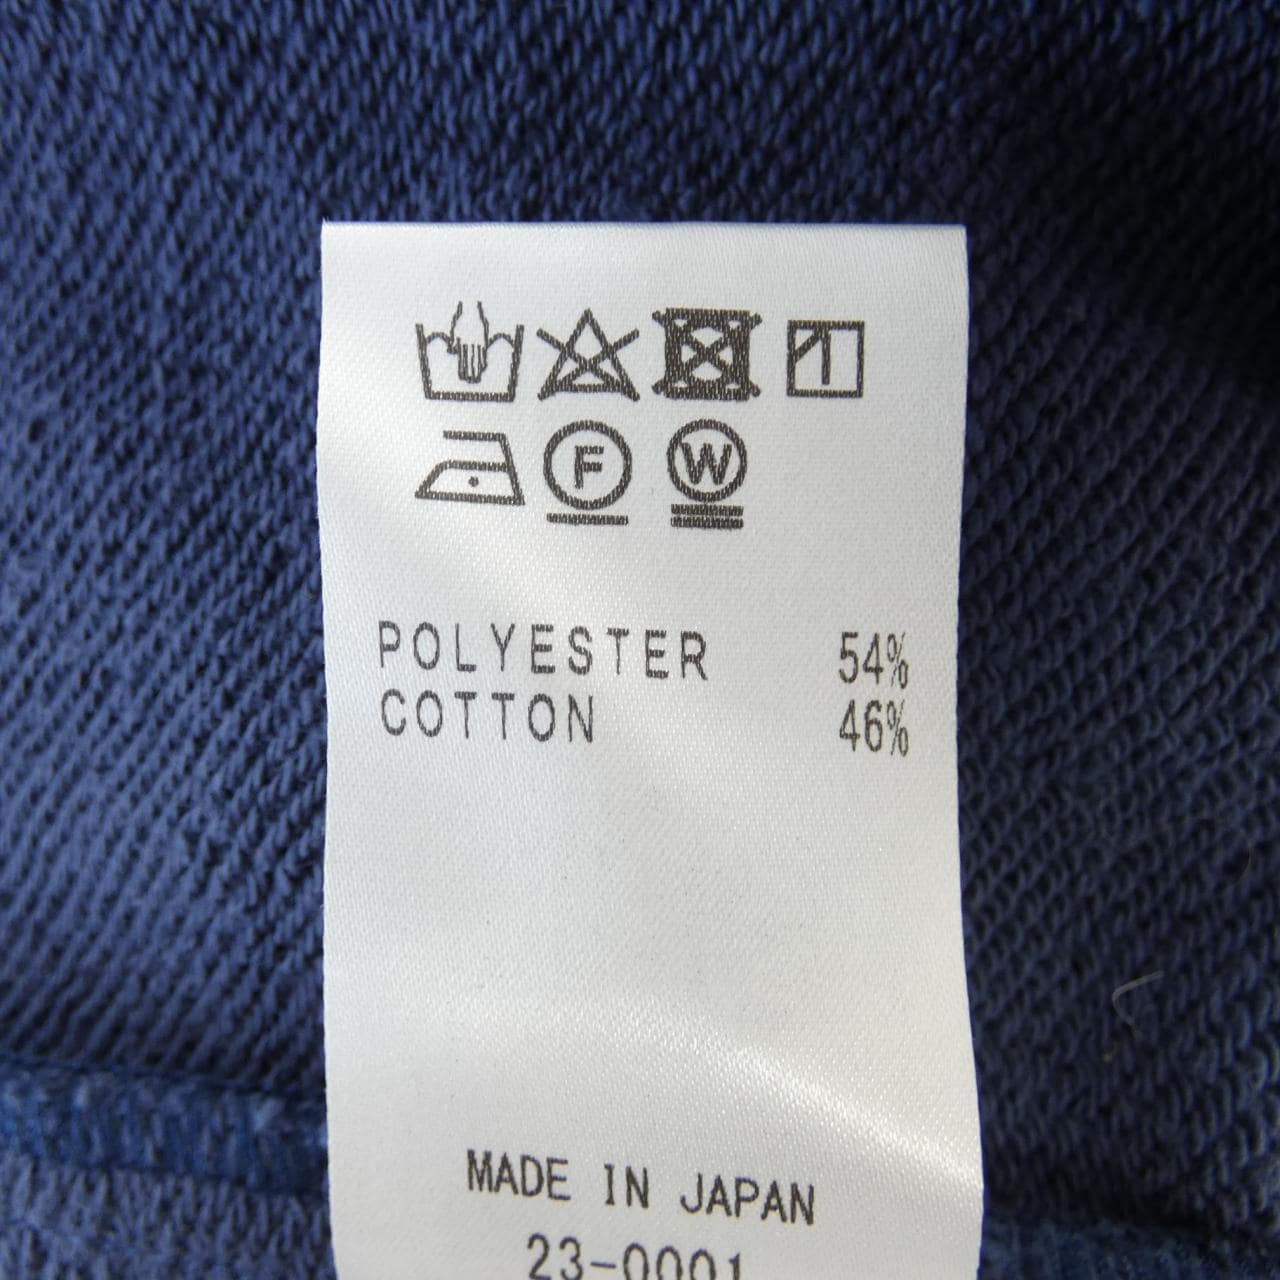 F W
POLYESTER 54%
COTTON 46%
MADE IN JAPAN
23-0001